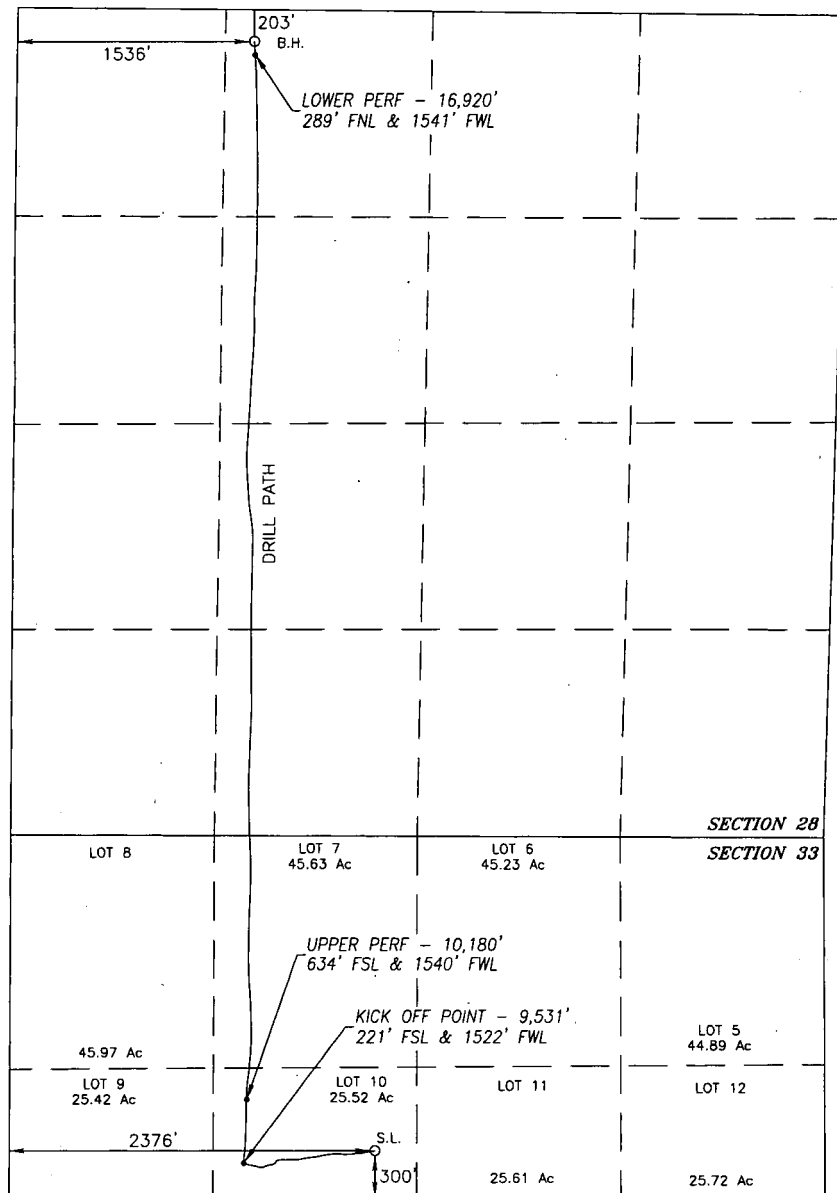 203'
1536'
B.H.
LOWER PERF - 16,920'
289' FNL & 1541' FWL
DRILL PATH
SECTION 28
SECTION 33
LOT 8
LOT 7
45.63 Ac
LOT 6
45.23 Ac
UPPER PERF - 10,180'
634' FSL & 1540' FWL
KICK OFF POINT - 9,531'
221' FSL & 1522' FWL
LOT 5
44.89 Ac
45.97 Ac
LOT 9
25.42 Ac
LOT 10
25.52 Ac
LOT 11
LOT 12
2376'
S.L.
300'
25.61 Ac
25.72 Ac